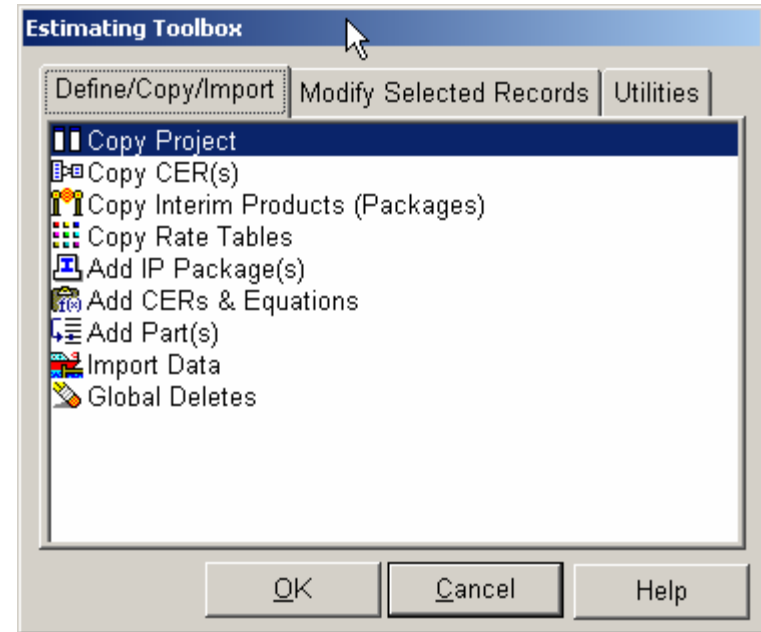 Estimating Toolbox
Define/Copy/Import Modify Selected Records Utilities
Copy Project
Copy CER(s)
Copy Interim Products (Packages)
Copy Rate Tables
Add IP Package(s)
Add CERs & Equations
Add Part(s)
Import Data
Global Deletes
OK Cancel Help